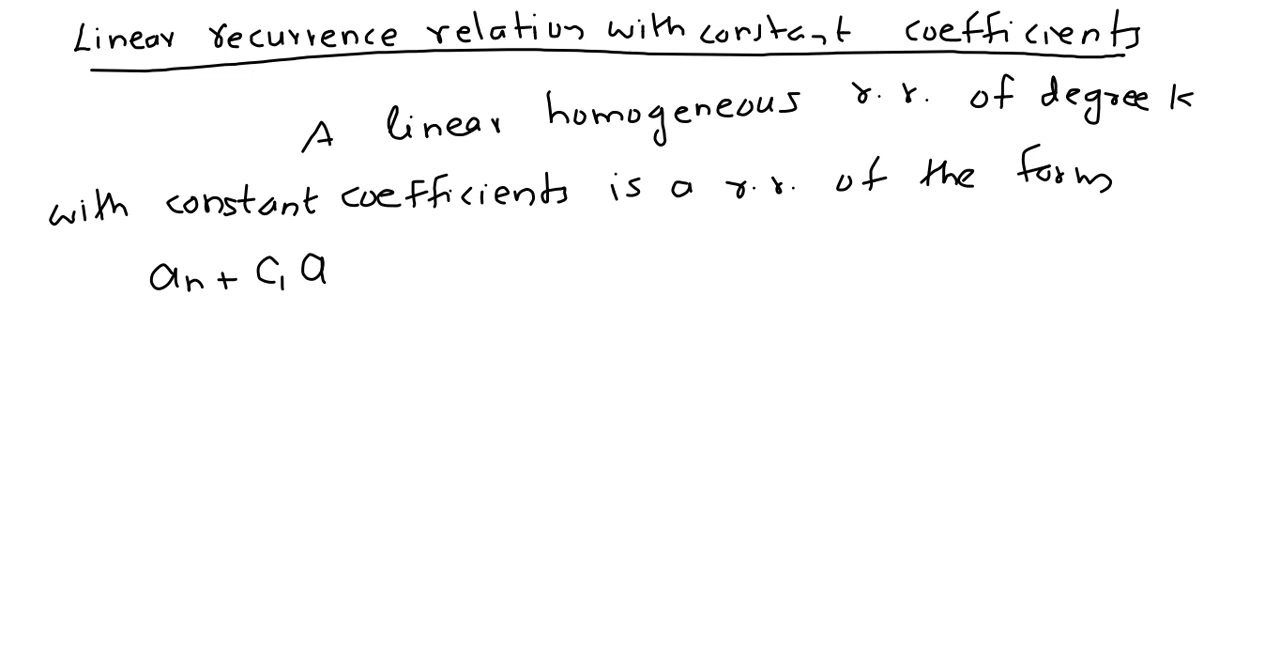 Linear recurrence relation with constant coefficients
A linear homogeneous r.r. of degree k
with constant coefficients is a r.r. of the form
aₙ + c₁ a